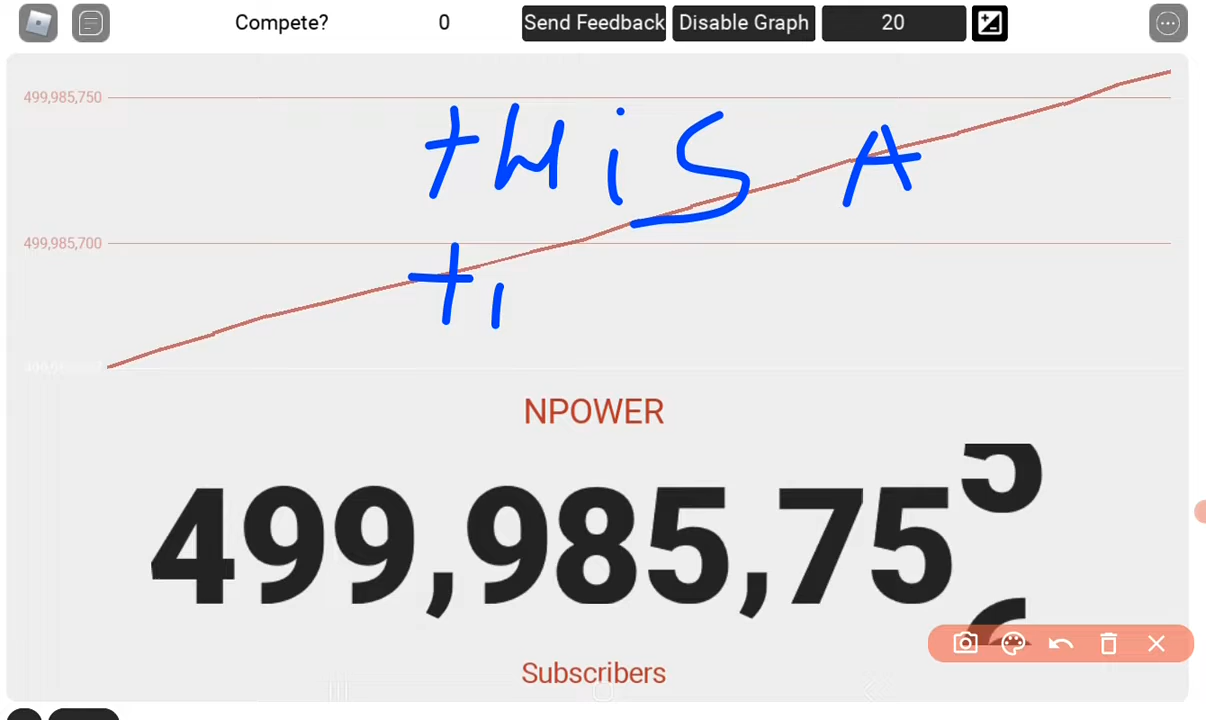 Compete?
0
Send Feedback
Disable Graph
20
499,985,750
tHiS A
499,985,700
NPOWER
499,985,75
Subscribers